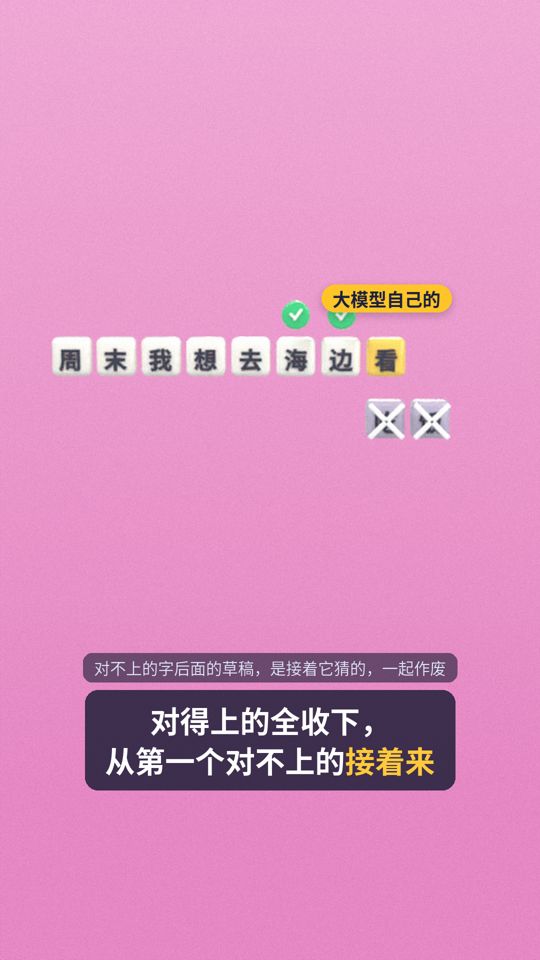 大模型自己的
周末我想去海边看
对不上的字后面的草稿，是接着它猜的，一起作废
对得上的全收下，
从第一个对不上的接着来